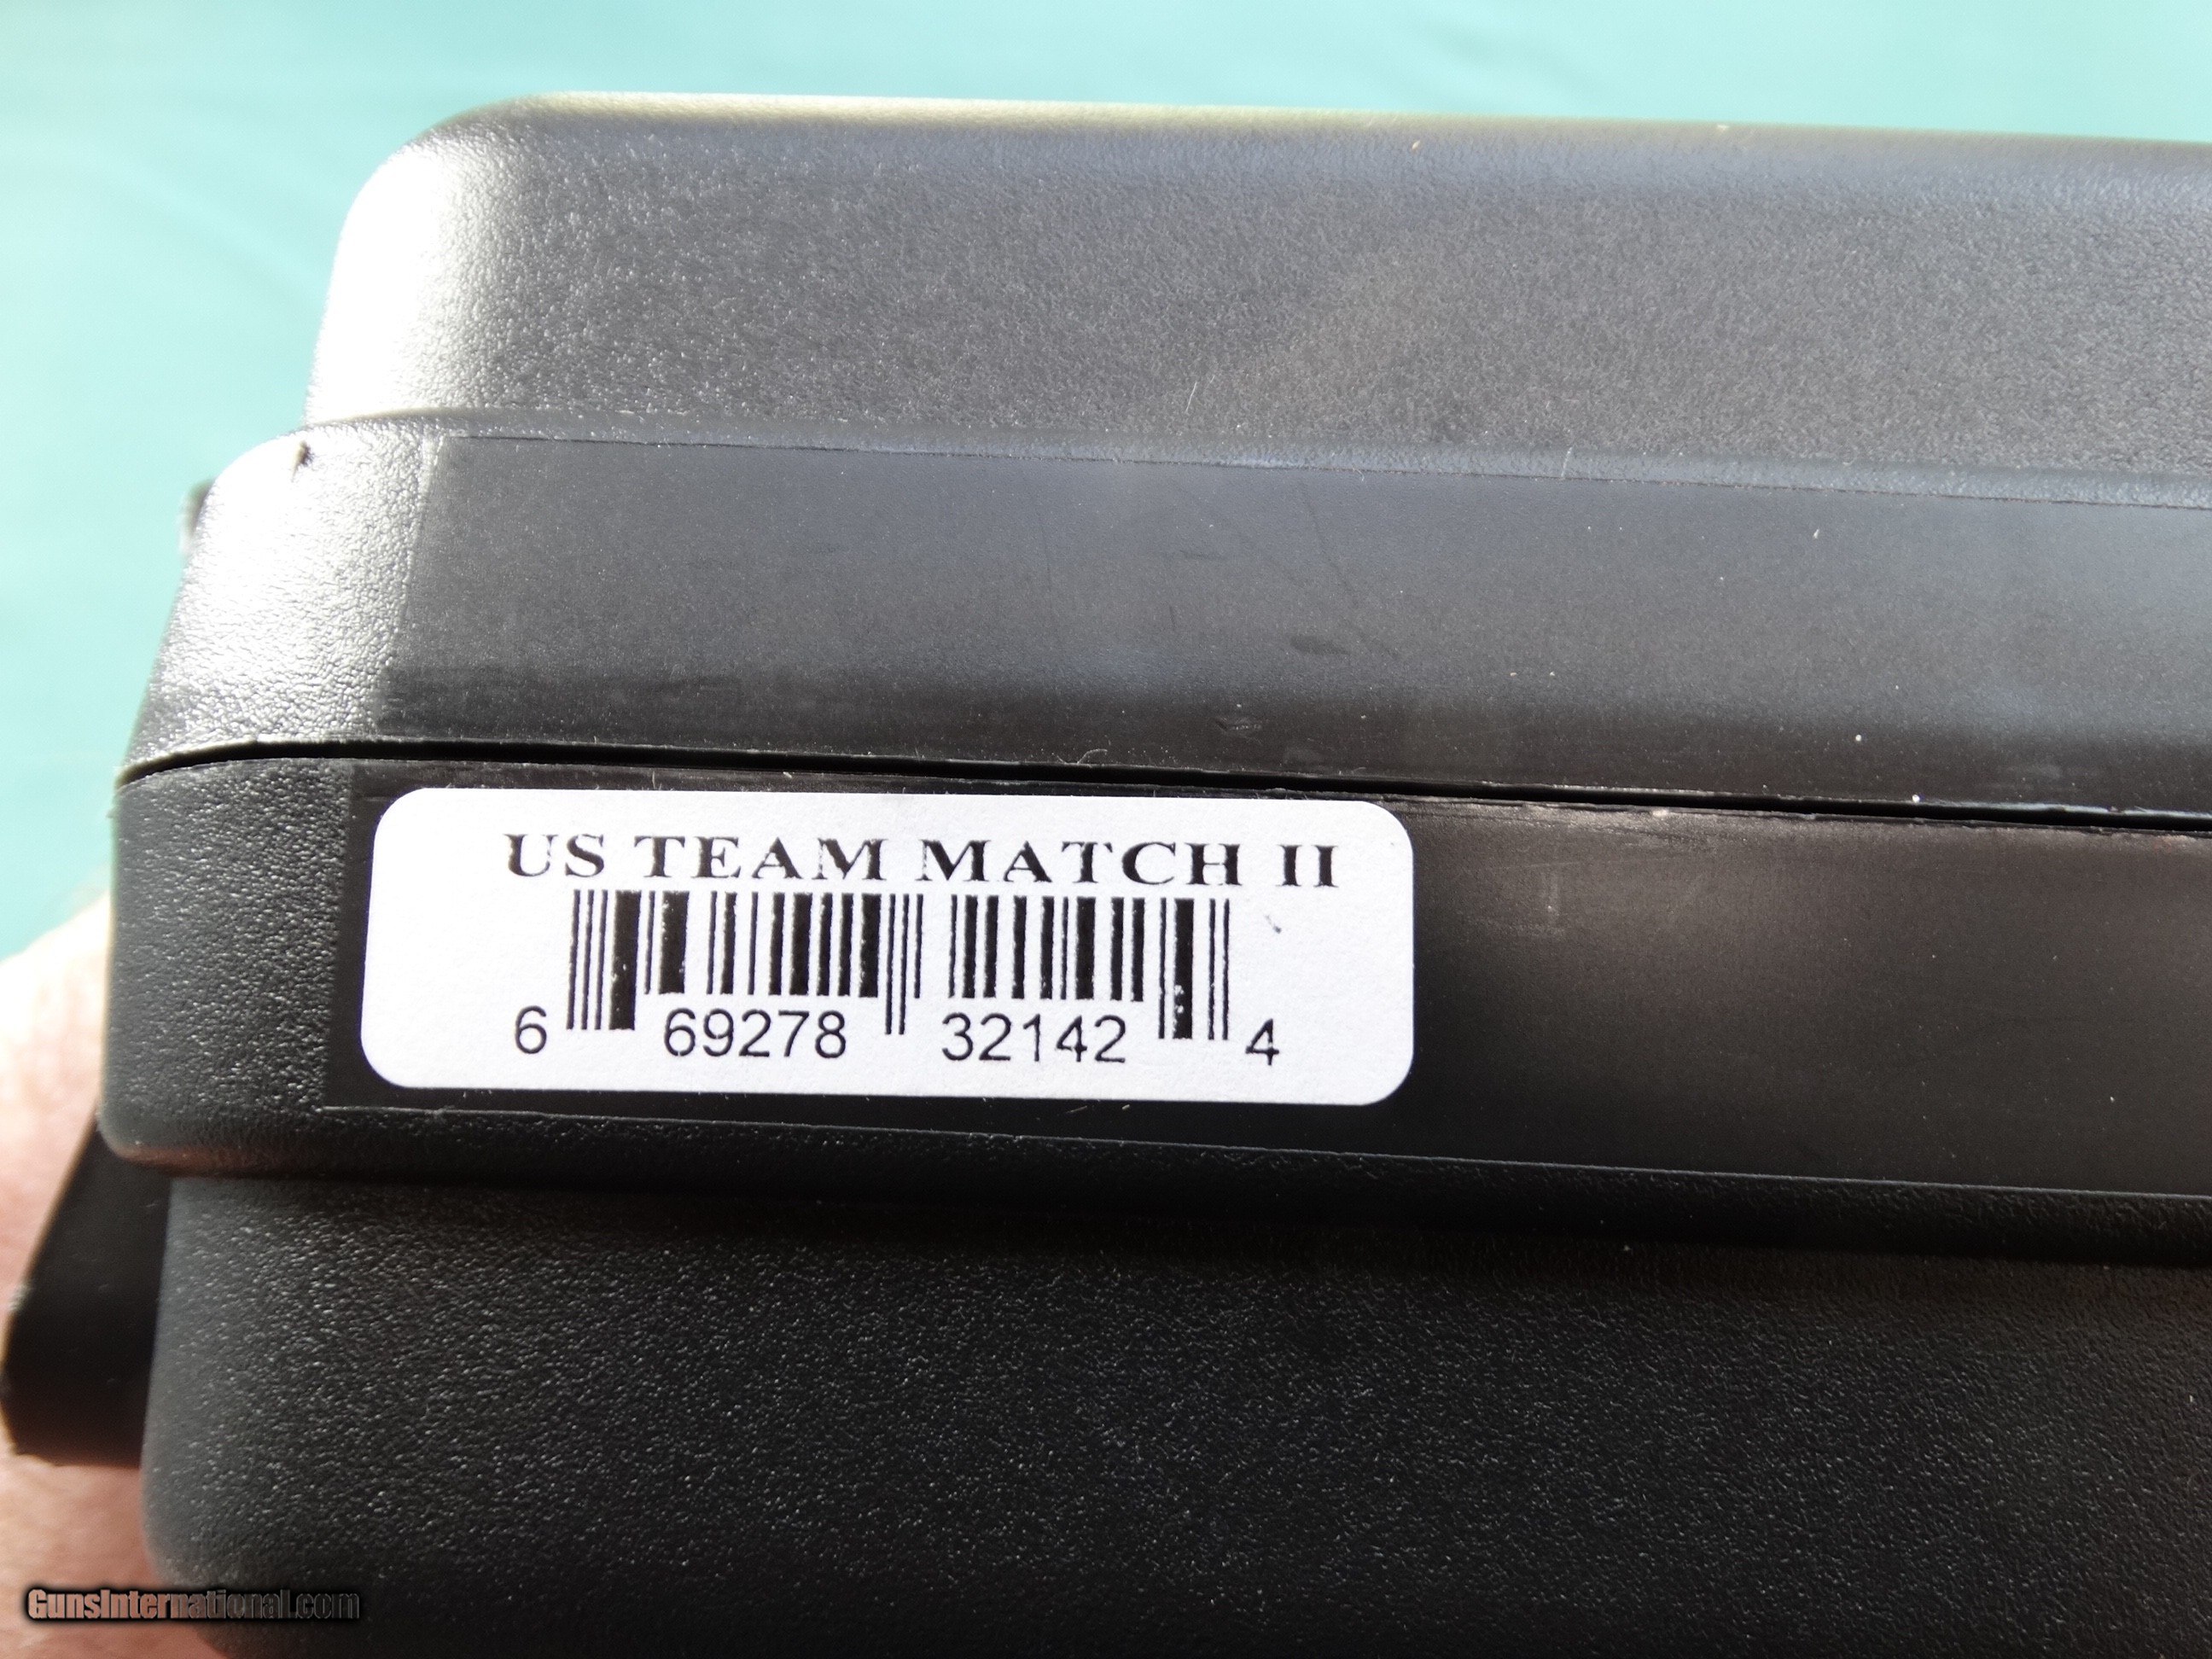 US TEAM MATCH II
6 69278 32142 4
GunsInternational.com